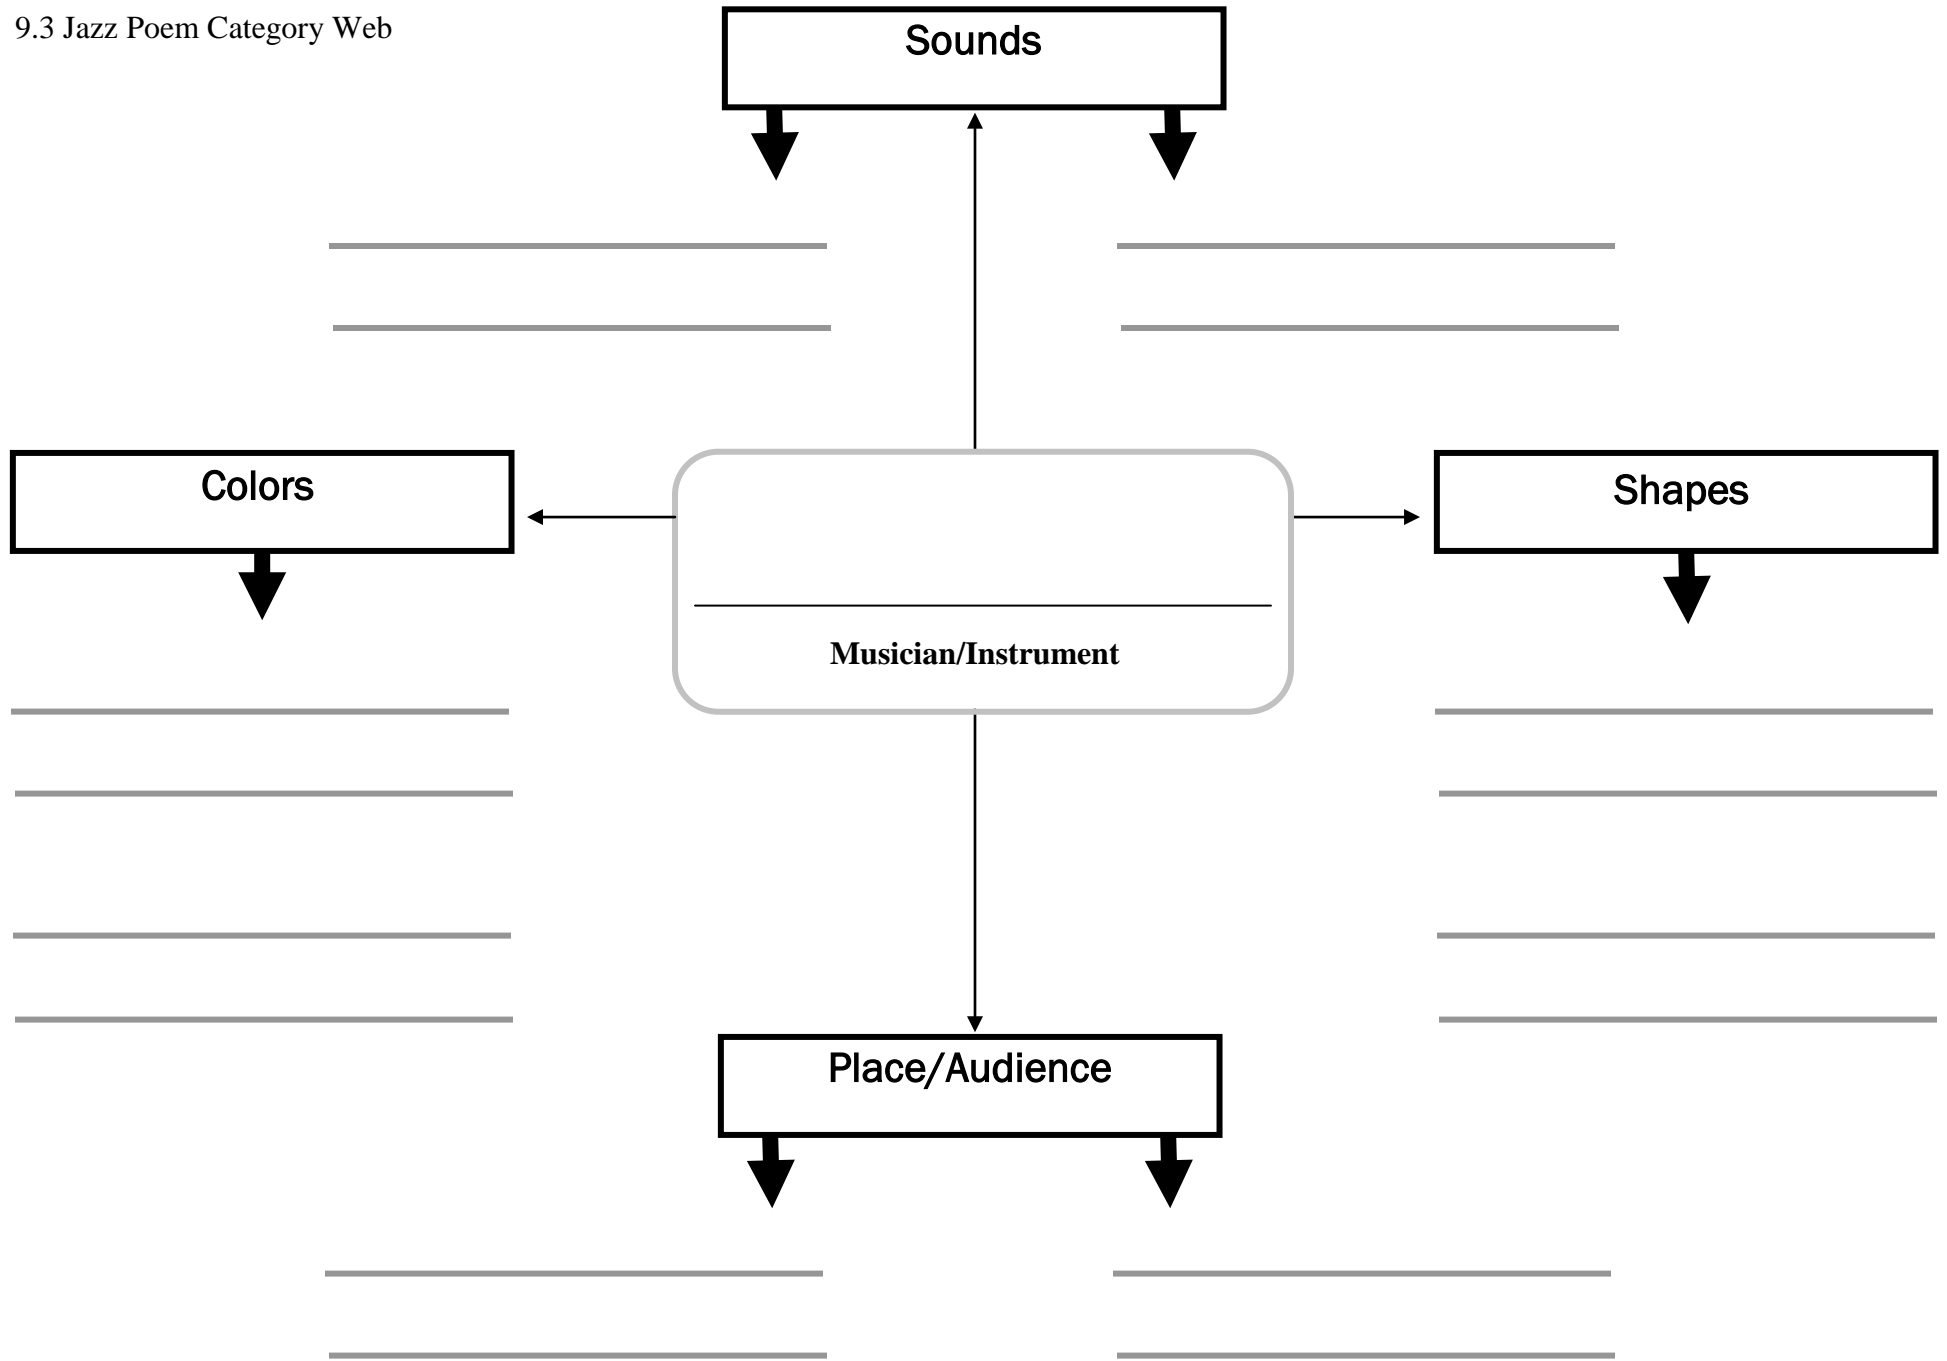 9.3 Jazz Poem Category Web
Sounds
Colors
Shapes
Musician/Instrument
Place/Audience